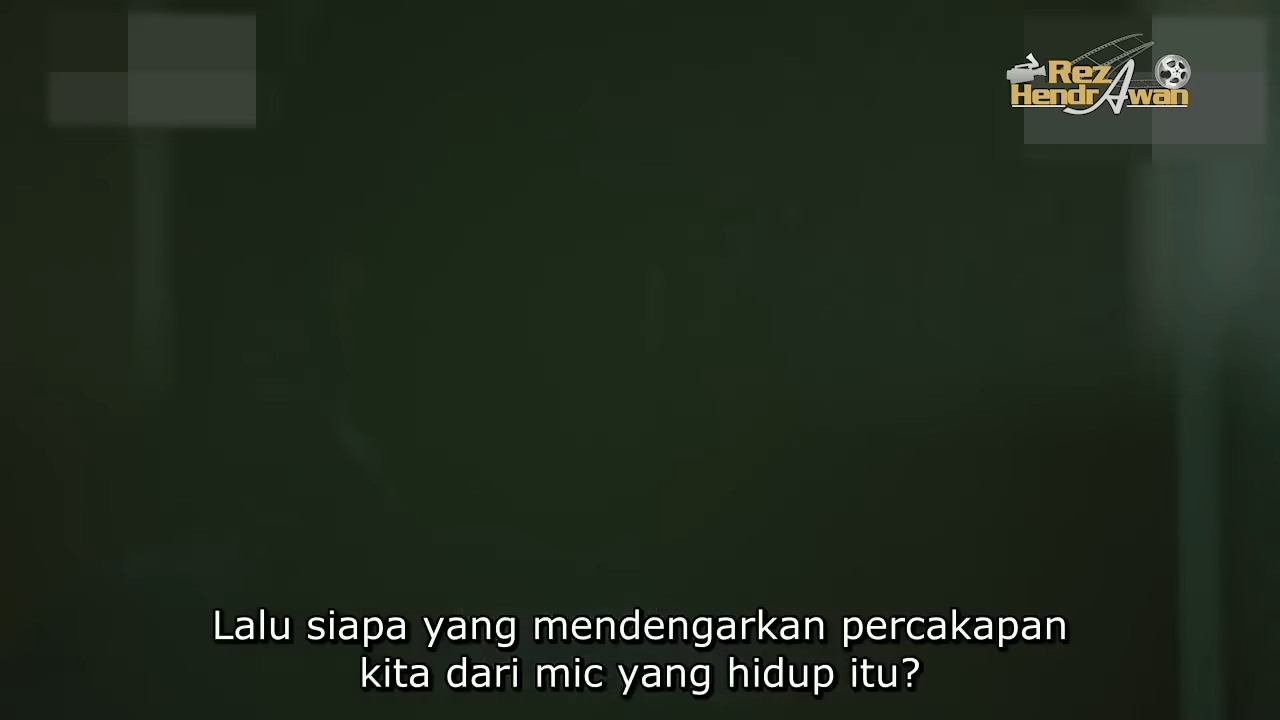 Rez
HendrAwan
Lalu siapa yang mendengarkan percakapan
kita dari mic yang hidup itu?